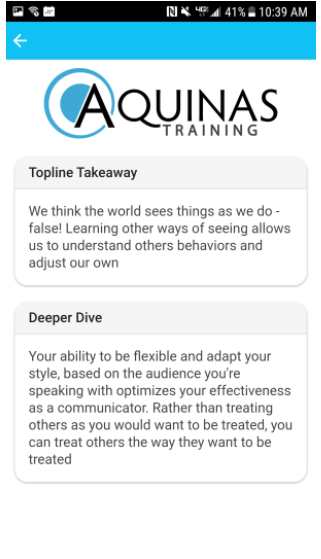 41% 10:39 AM
AQUINAS
TRAINING
Topline Takeaway
We think the world sees things as we do -
false! Learning other ways of seeing allows
us to understand others behaviors and
adjust our own
Deeper Dive
Your ability to be flexible and adapt your
style, based on the audience you're
speaking with optimizes your effectiveness
as a communicator. Rather than treating
others as you would want to be treated, you
can treat others the way they want to be
treated